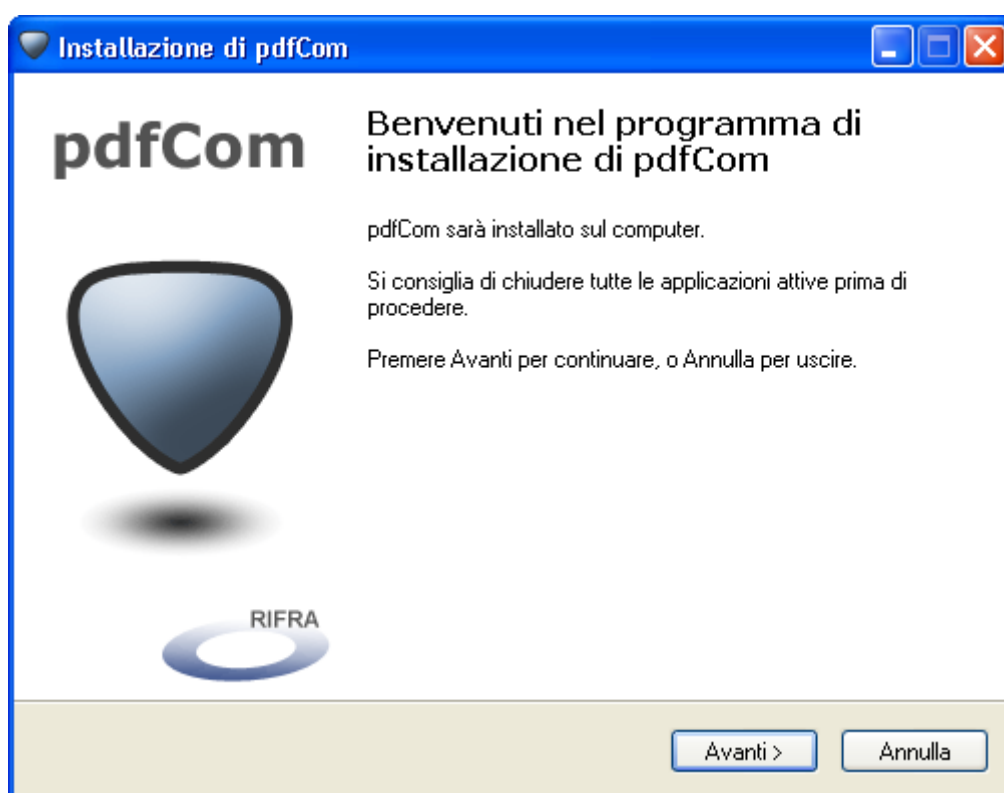 Installazione di pdfCom
pdfCom
Benvenuti nel programma di
installazione di pdfCom
pdfCom sarà installato sul computer.
Si consiglia di chiudere tutte le applicazioni attive prima di
procedere.
Premere Avanti per continuare, o Annulla per uscire.
RIFRA
Avanti >
Annulla